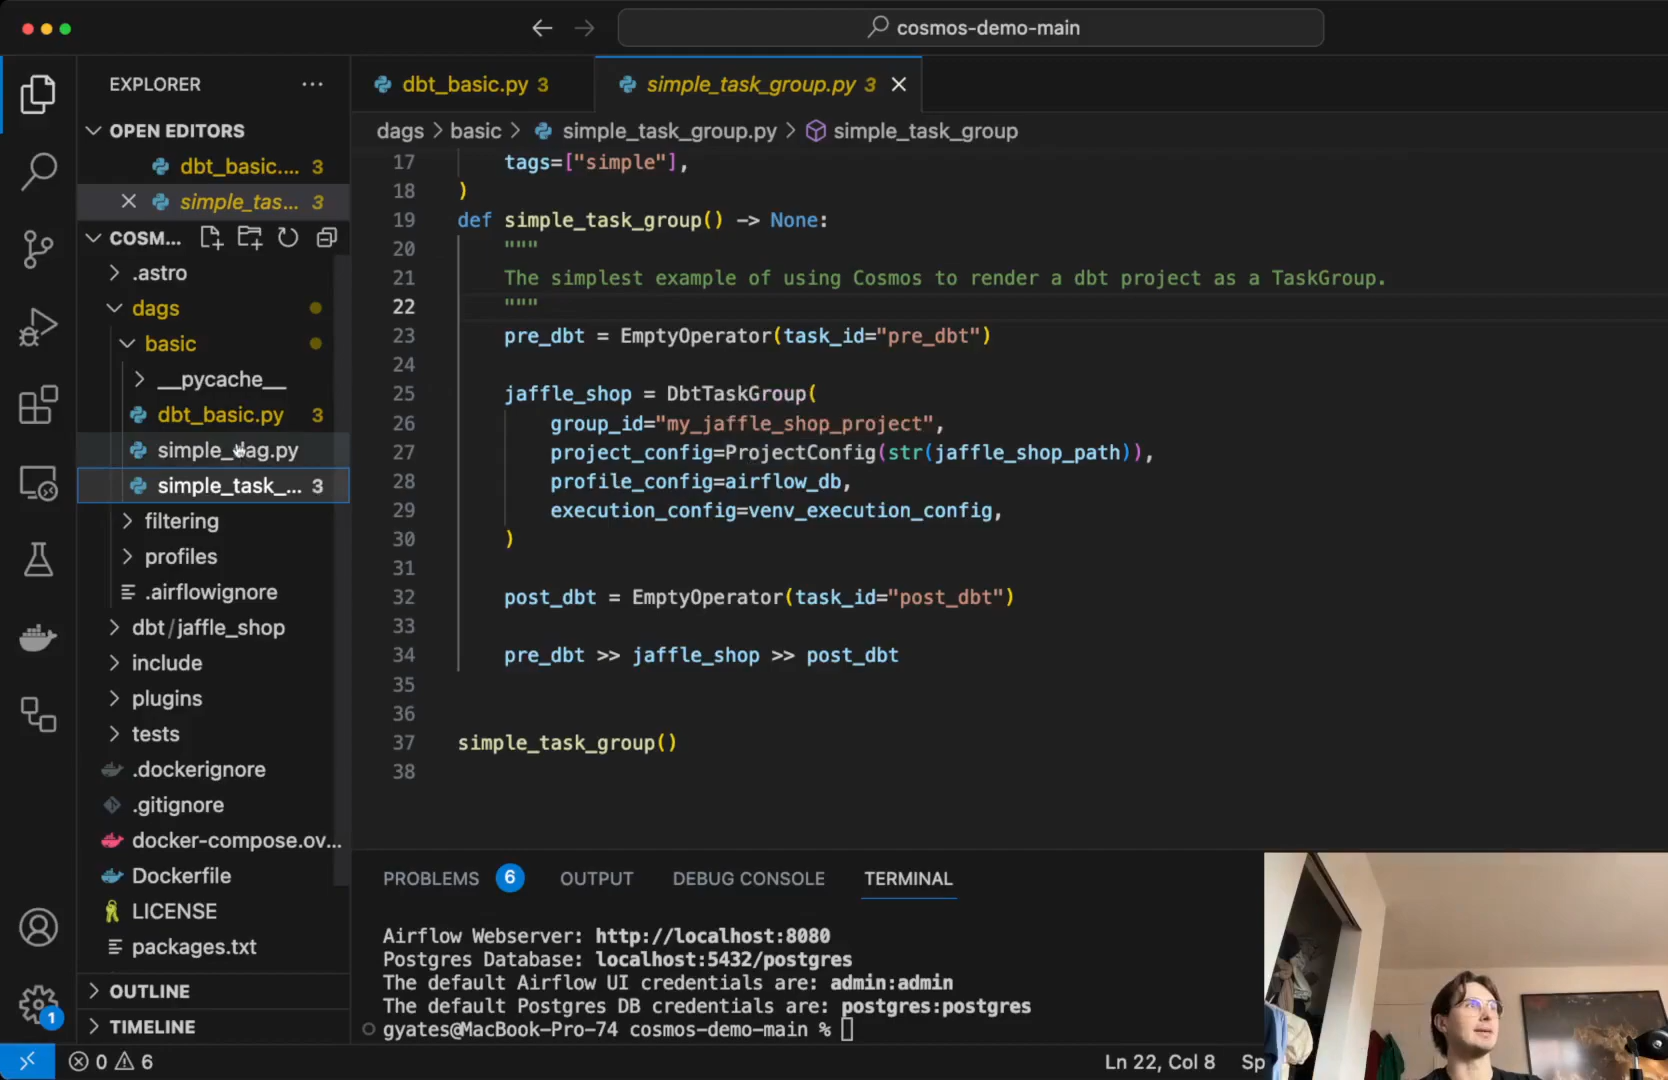 cosmos-demo-main
EXPLORER
OPEN EDITORS
dbt_basic.... 3
simple_tas... 3
COSM...
.astro
dags
basic
__pycache__
dbt_basic.py 3
simple_dag.py
simple_task_... 3
filtering
profiles
.airflowignore
dbt/jaffle_shop
include
plugins
tests
.dockerignore
.gitignore
docker-compose.ov...
Dockerfile
LICENSE
packages.txt
OUTLINE
TIMELINE
1
dbt_basic.py 3
simple_task_group.py 3
dags > basic > simple_task_group.py > simple_task_group
17 tags=["simple"],
18 )
19 def simple_task_group() -> None:
20 """
21 The simplest example of using Cosmos to render a dbt project as a TaskGroup.
22 """
23 pre_dbt = EmptyOperator(task_id="pre_dbt")
24
25 jaffle_shop = DbtTaskGroup(
26 group_id="my_jaffle_shop_project",
27 project_config=ProjectConfig(str(jaffle_shop_path)),
28 profile_config=airflow_db,
29 execution_config=venv_execution_config,
30 )
31
32 post_dbt = EmptyOperator(task_id="post_dbt")
33
34 pre_dbt >> jaffle_shop >> post_dbt
35
36
37 simple_task_group()
38
PROBLEMS 6 OUTPUT DEBUG CONSOLE TERMINAL
Airflow Webserver: http://localhost:8080
Postgres Database: localhost:5432/postgres
The default Airflow UI credentials are: admin:admin
The default Postgres DB credentials are: postgres:postgres
gyates@MacBook-Pro-74 cosmos-demo-main %
0 6
Ln 22, Col 8 Sp